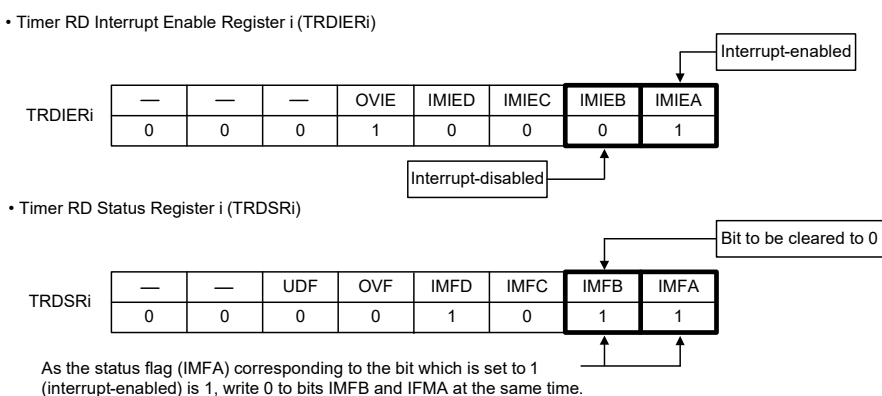 • Timer RD Interrupt Enable Register i (TRDIERi)
Interrupt-enabled
TRDIERi
— — — OVIE IMIED IMIEC IMIEB IMIEA
0 0 0 1 0 0 0 1
Interrupt-disabled
• Timer RD Status Register i (TRDSRi)
Bit to be cleared to 0
TRDSRi
— — UDF OVF IMFD IMFC IMFB IMFA
0 0 0 0 1 0 1 1
As the status flag (IMFA) corresponding to the bit which is set to 1
(interrupt-enabled) is 1, write 0 to bits IMFB and IFMA at the same time.